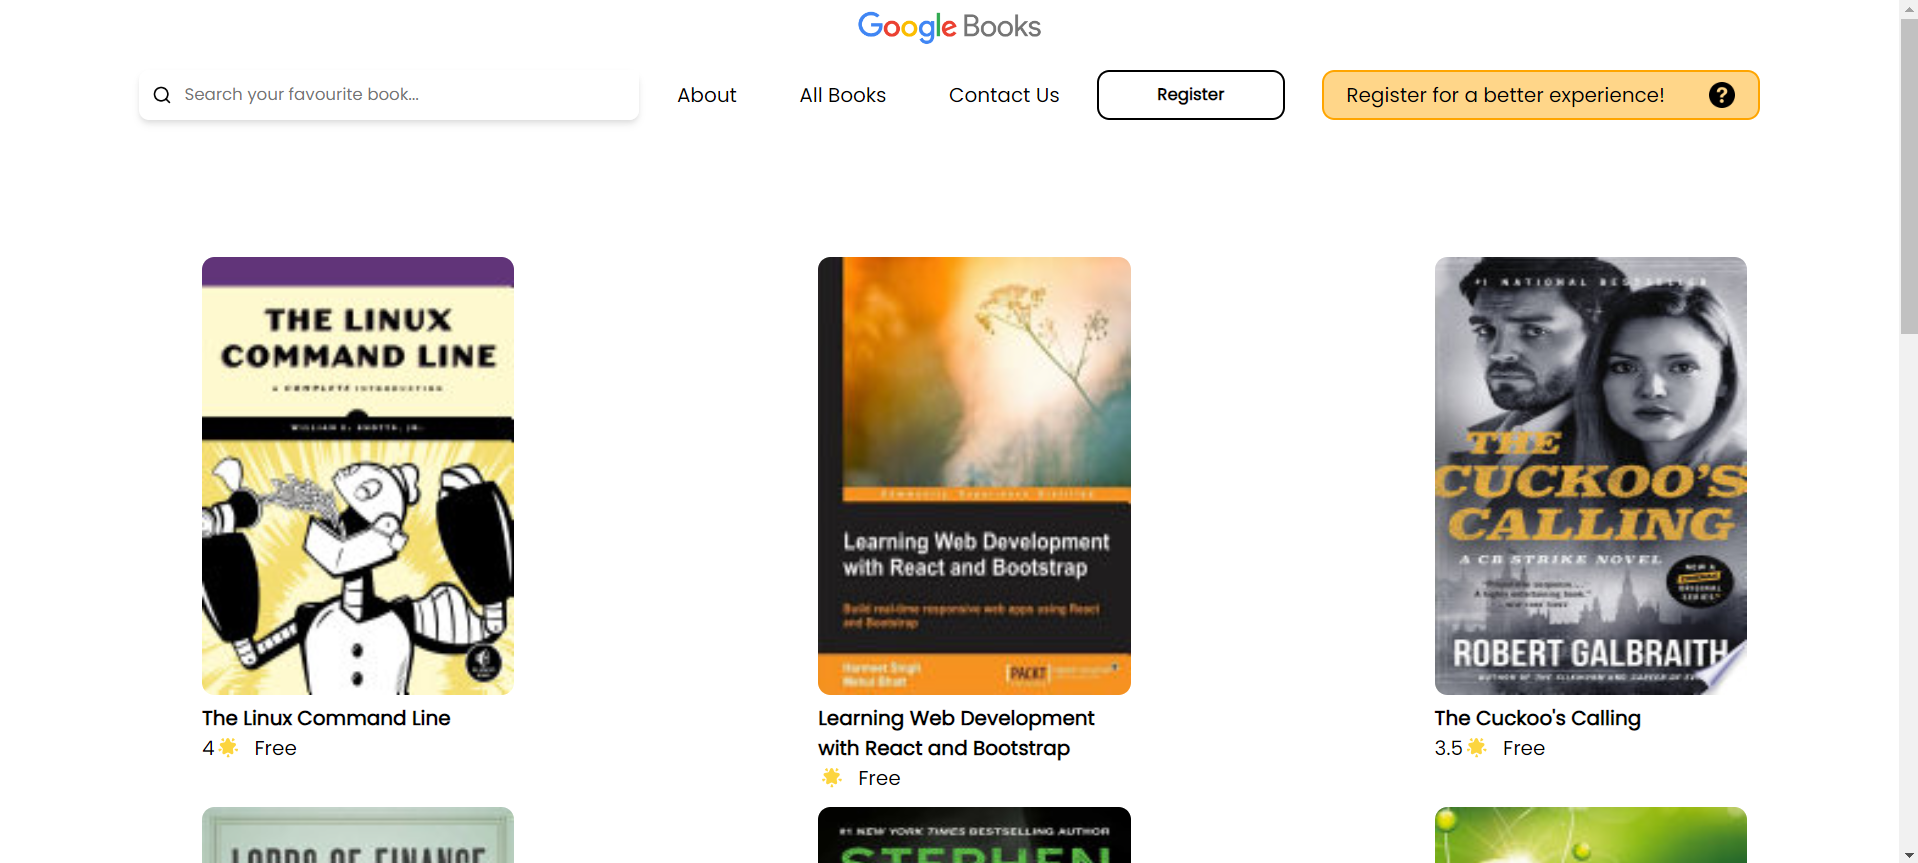 Google Books
Search your favourite book...
About
All Books
Contact Us
Register
Register for a better experience!
THE LINUX
COMMAND LINE
A COMPLETE INTRODUCTION
WILLIAM E. SHOTTS, JR.
The Linux Command Line
4 Free
Community Experience Distilled
Learning Web Development
with React and Bootstrap
Build real-time responsive web apps using React
and Bootstrap
Harmeet Singh
Mehul Bhatt
PACKT
Learning Web Development
with React and Bootstrap
Free
#1 NATIONAL BESTSELLER
THE
CUCKOO'S
CALLING
A CB STRIKE NOVEL
NEW
ORIGINAL
SERIES
ROBERT GALBRAITH
The Cuckoo's Calling
3.5 Free
LORDS OF FINANCE
#1 NEW YORK TIMES BESTSELLING AUTHOR
STEPHEN